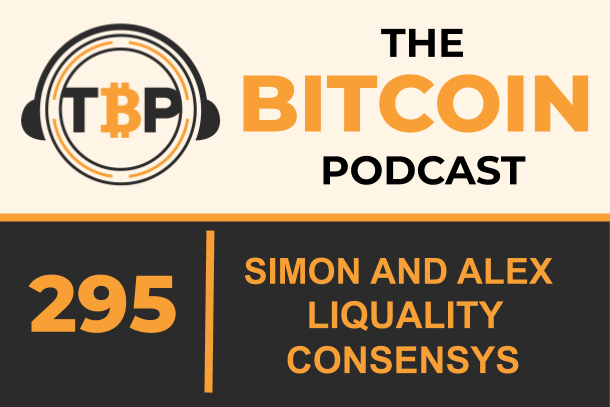 TBP
THE
BITCOIN
PODCAST
295
SIMON AND ALEX
LIQUALITY
CONSENSYS